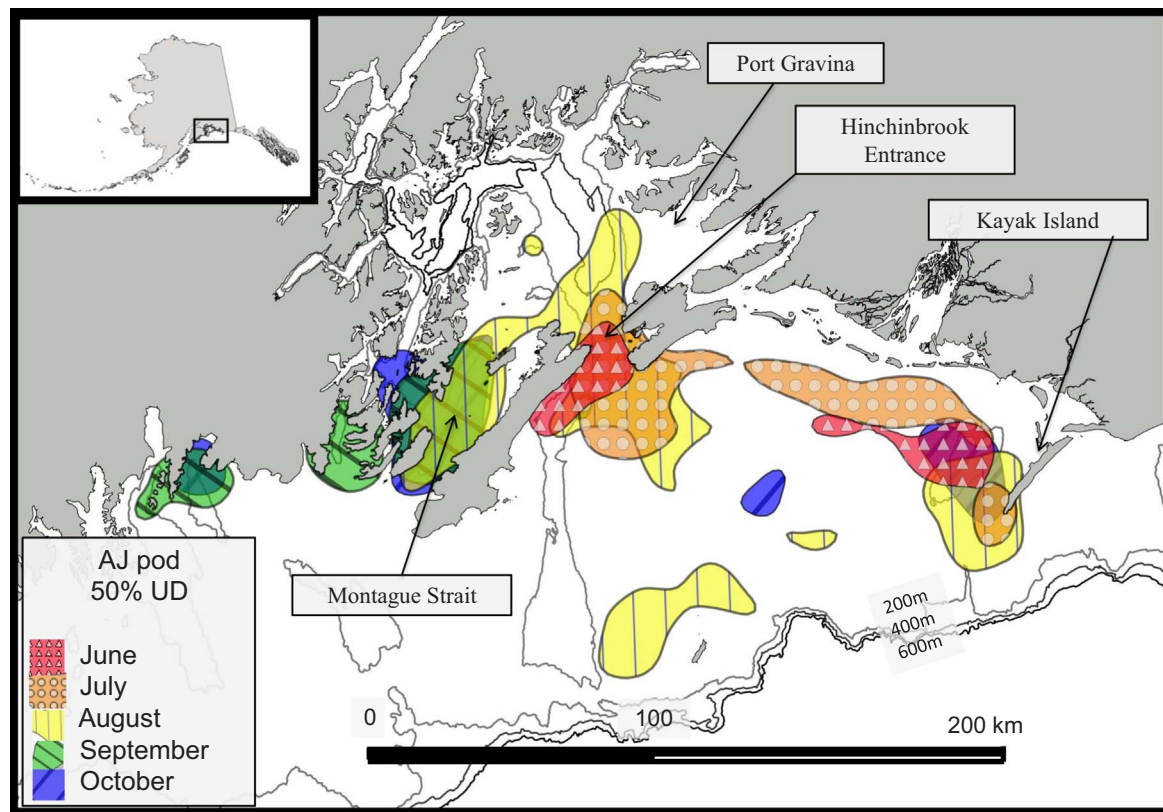 Port Gravina
Hinchinbrook
Entrance
Kayak Island
Montague Strait
AJ pod
50% UD
June
July
August
September
October
200m
400m
600m
0
100
200 km